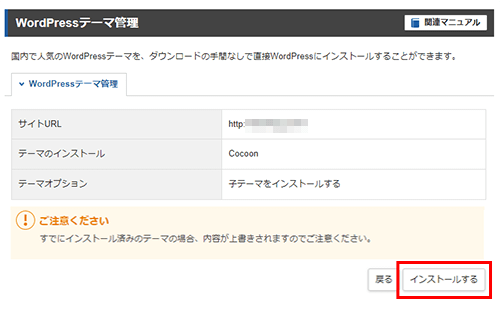 WordPressテーマ管理
関連マニュアル
国内で人気のWordPressテーマを、ダウンロードの手間なしで直接WordPressにインストールすることができます。
WordPressテーマ管理
サイトURL http:
テーマのインストール Cocoon
テーマオプション 子テーマをインストールする
ご注意ください
すでにインストール済みのテーマの場合、内容が上書きされますのでご注意ください。
戻る インストールする